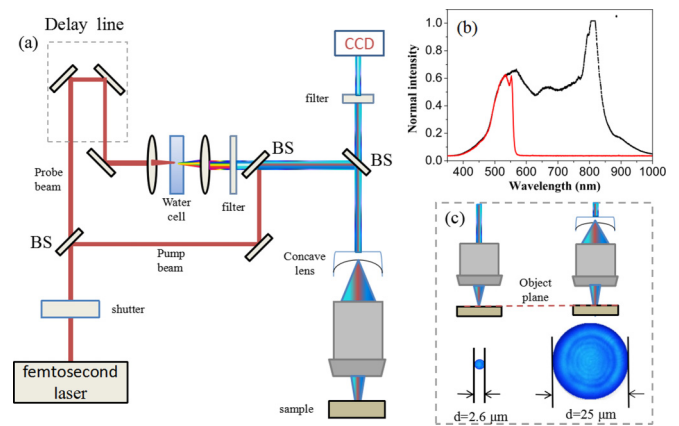 Delay line
(a)
CCD
filter
BS
BS
Probe
beam
Water
cell
filter
BS
Pump
beam
Concave
lens
shutter
femtosecond
laser
sample
(b)
Normal intensity
1.0
0.8
0.6
0.4
0.2
0.0
400 500 600 700 800 900 1000
Wavelength (nm)
(c)
Object
plane
d=2.6 μm
d=25 μm